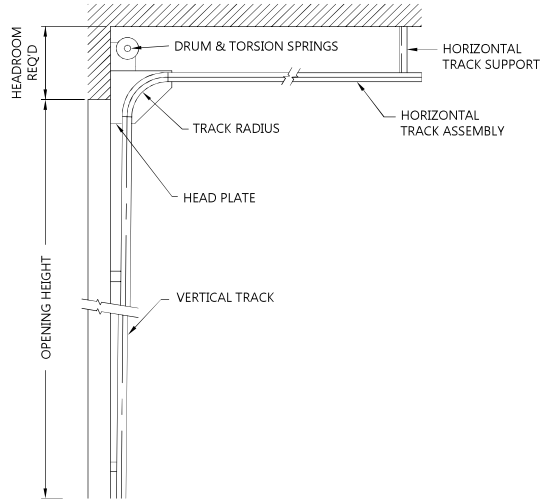 HEADROOM
REQ'D
DRUM & TORSION SPRINGS
HORIZONTAL
TRACK SUPPORT
HORIZONTAL
TRACK ASSEMBLY
TRACK RADIUS
HEAD PLATE
OPENING HEIGHT
VERTICAL TRACK